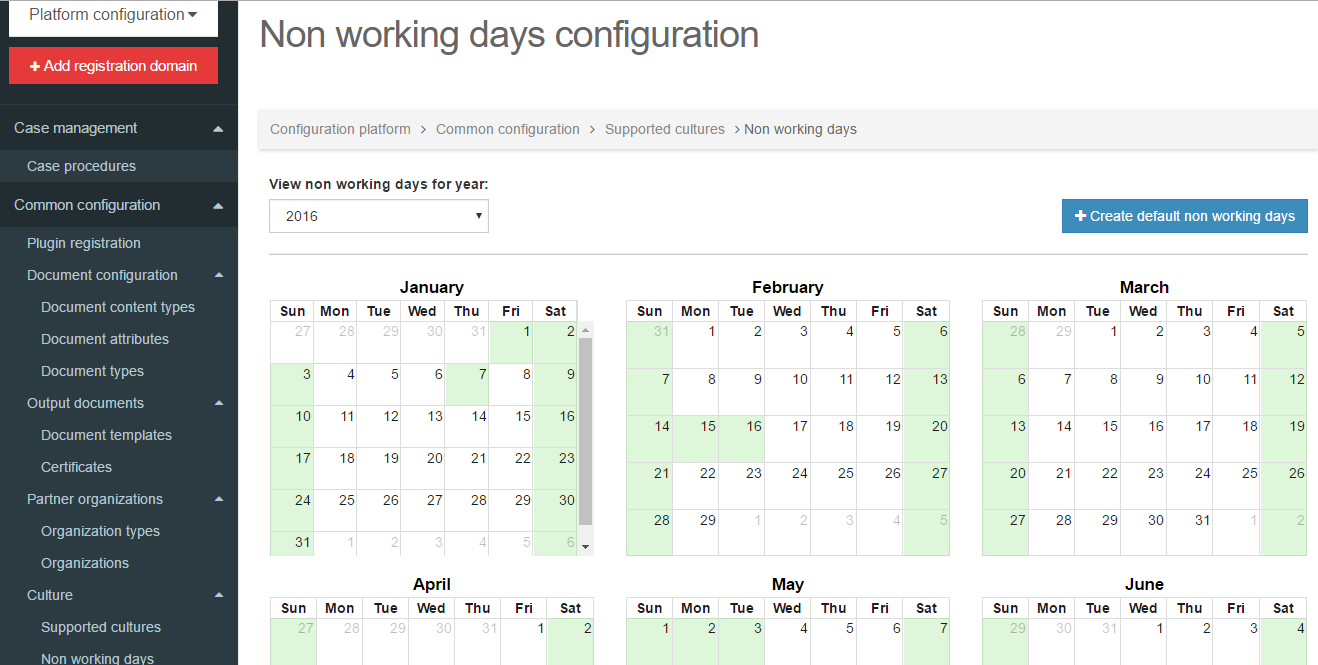 Platform configuration
Add registration domain
Case management
Case procedures
Common configuration
Plugin registration
Document configuration
Document content types
Document attributes
Document types
Output documents
Document templates
Certificates
Partner organizations
Organization types
Organizations
Culture
Supported cultures
Non working days
Non working days configuration
Configuration platform > Common configuration > Supported cultures > Non working days
View non working days for year:
2016
Create default non working days
January
Sun Mon Tue Wed Thu Fri Sat
27 28 29 30 31 1 2
3 4 5 6 7 8 9
10 11 12 13 14 15 16
17 18 19 20 21 22 23
24 25 26 27 28 29 30
31 1 2 3 4 5 6
February
Sun Mon Tue Wed Thu Fri Sat
31 1 2 3 4 5 6
7 8 9 10 11 12 13
14 15 16 17 18 19 20
21 22 23 24 25 26 27
28 29 1 2 3 4 5
March
Sun Mon Tue Wed Thu Fri Sat
28 29 1 2 3 4 5
6 7 8 9 10 11 12
13 14 15 16 17 18 19
20 21 22 23 24 25 26
27 28 29 30 31 1 2
April
Sun Mon Tue Wed Thu Fri Sat
27 28 29 30 31 1 2
May
Sun Mon Tue Wed Thu Fri Sat
1 2 3 4 5 6 7
June
Sun Mon Tue Wed Thu Fri Sat
29 30 31 1 2 3 4